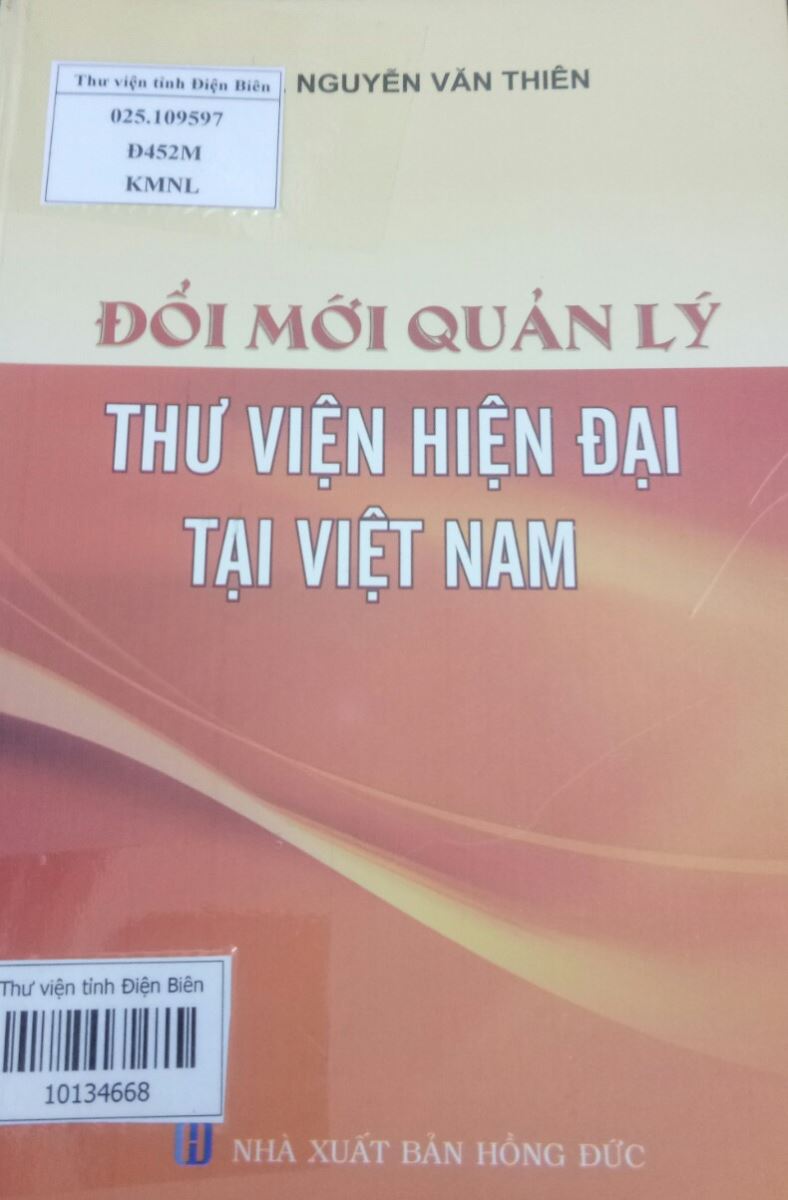 Thư viện tỉnh Điện Biên
025.109597
Đ452M
KMNL
NGUYỄN VĂN THIÊN
ĐỔI MỚI QUẢN LÝ
THƯ VIỆN HIỆN ĐẠI
TẠI VIỆT NAM
Thư viện tỉnh Điện Biên
10134668
NHÀ XUẤT BẢN HỒNG ĐỨC